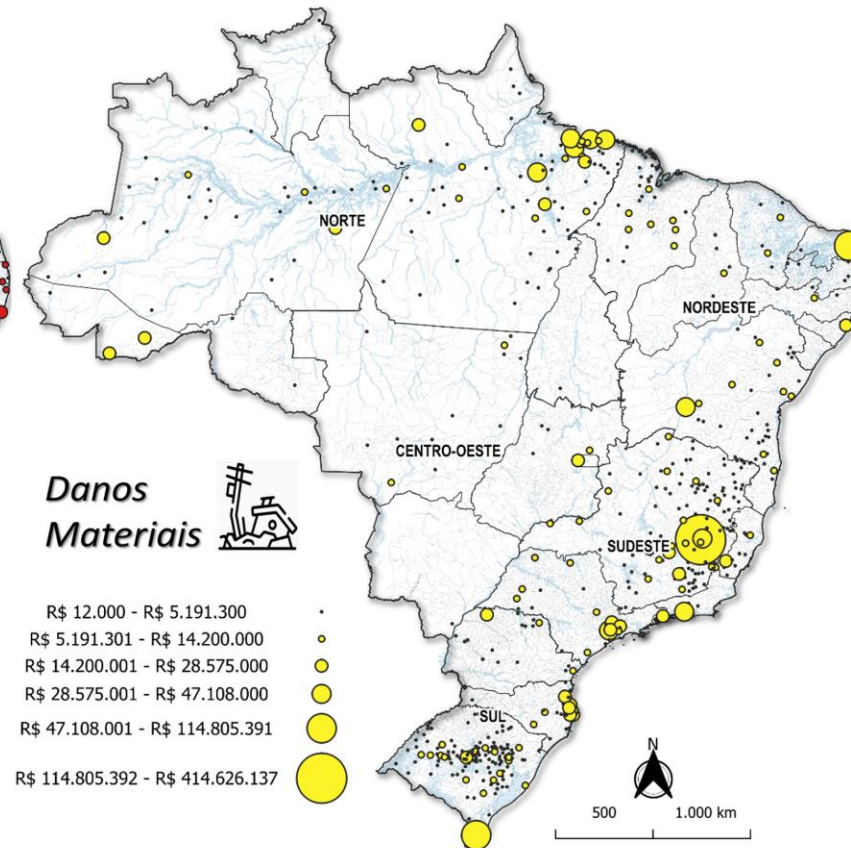 NORTE
NORDESTE
CENTRO-OESTE
SUDESTE
SUL
Danos
Materiais
R$ 12.000 - R$ 5.191.300
R$ 5.191.301 - R$ 14.200.000
R$ 14.200.001 - R$ 28.575.000
R$ 28.575.001 - R$ 47.108.000
R$ 47.108.001 - R$ 114.805.391
R$ 114.805.392 - R$ 414.626.137
N
500 1.000 km